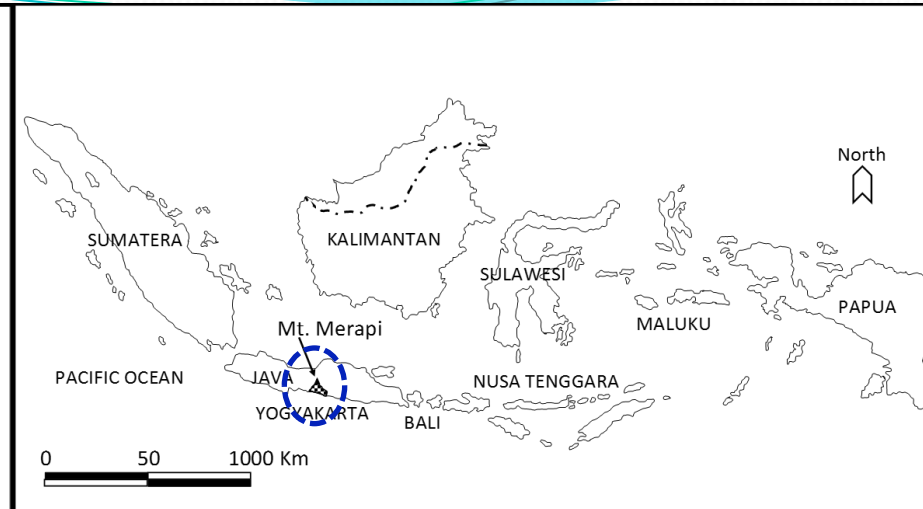 North
SUMATERA
KALIMANTAN
SULAWESI
PAPUA
MALUKU
Mt. Merapi
PACIFIC OCEAN
JAVA
NUSA TENGGARA
YOGYAKARTA
BALI
0 50 1000 Km